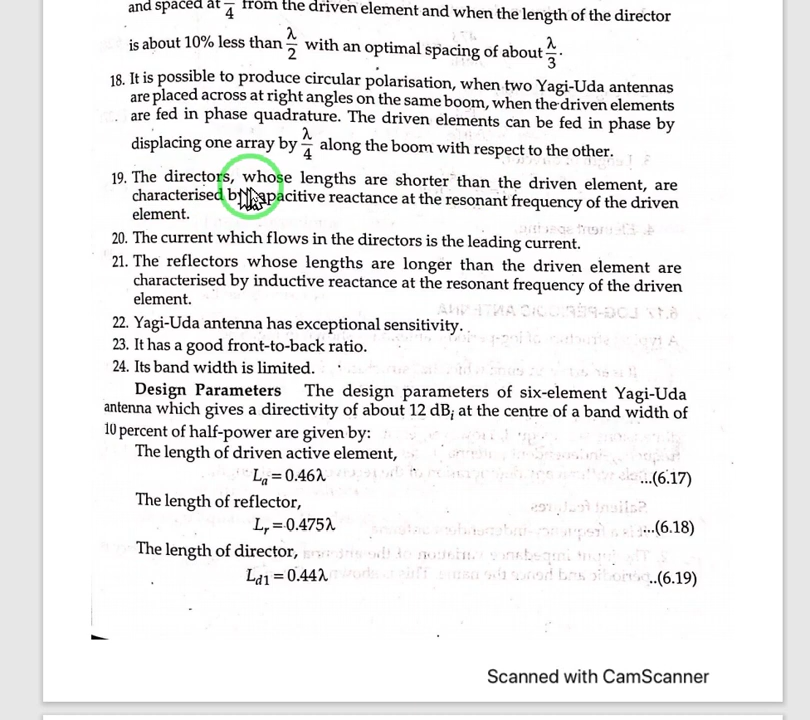 and spaced at λ/4 from the driven element and when the length of the director
is about 10% less than λ/2 with an optimal spacing of about λ/3.
18. It is possible to produce circular polarisation, when two Yagi-Uda antennas
are placed across at right angles on the same boom, when the driven elements
are fed in phase quadrature. The driven elements can be fed in phase by
displacing one array by λ/4 along the boom with respect to the other.
19. The directors, whose lengths are shorter than the driven element, are
characterised by capacitive reactance at the resonant frequency of the driven
element.
20. The current which flows in the directors is the leading current.
21. The reflectors whose lengths are longer than the driven element are
characterised by inductive reactance at the resonant frequency of the driven
element.
22. Yagi-Uda antenna has exceptional sensitivity.
23. It has a good front-to-back ratio.
24. Its band width is limited.
Design Parameters The design parameters of six-element Yagi-Uda
antenna which gives a directivity of about 12 dBi at the centre of a band width of
10 percent of half-power are given by:
The length of driven active element,
La = 0.46λ ...(6.17)
The length of reflector,
Lr = 0.475λ ...(6.18)
The length of director,
Ld1 = 0.44λ ...(6.19)
Scanned with CamScanner